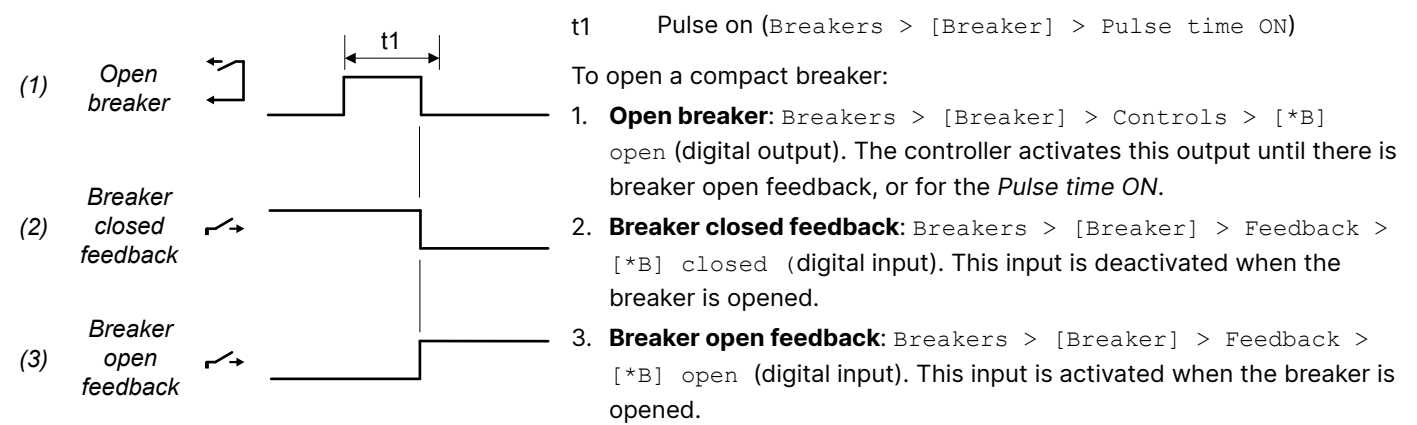 t1
(1) Open
breaker
(2) Breaker
closed
feedback
(3) Breaker
open
feedback
t1 Pulse on (Breakers > [Breaker] > Pulse time ON)
To open a compact breaker:
1. Open breaker: Breakers > [Breaker] > Controls > [*B]
open (digital output). The controller activates this output until there is
breaker open feedback, or for the Pulse time ON.
2. Breaker closed feedback: Breakers > [Breaker] > Feedback >
[*B] closed (digital input). This input is deactivated when the
breaker is opened.
3. Breaker open feedback: Breakers > [Breaker] > Feedback >
[*B] open (digital input). This input is activated when the breaker is
opened.